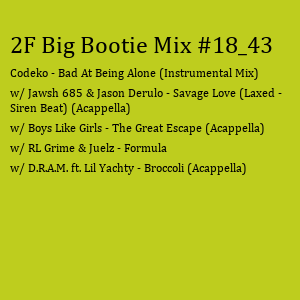 2F Big Bootie Mix #18_43
Codeko - Bad At Being Alone (Instrumental Mix)
w/ Jawsh 685 & Jason Derulo - Savage Love (Laxed -
Siren Beat) (Acappella)
w/ Boys Like Girls - The Great Escape (Acappella)
w/ RL Grime & Juelz - Formula
w/ D.R.A.M. ft. Lil Yachty - Broccoli (Acappella)